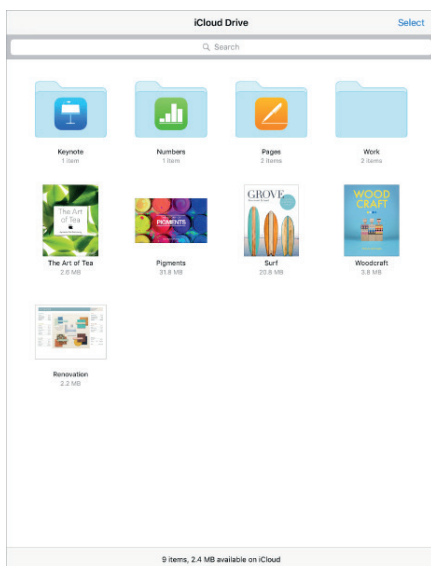 iCloud Drive
Select
Search
Keynote
1 item
Numbers
1 item
Pages
2 items
Work
2 items
The Art
of Tea
PIGMENTS
GROVE
WOOD
CRAFT
The Art of Tea
2.6 MB
Pigments
31.8 MB
Surf
20.8 MB
Woodcraft
3.8 MB
Renovation
2.2 MB
9 items, 2.4 MB available on iCloud